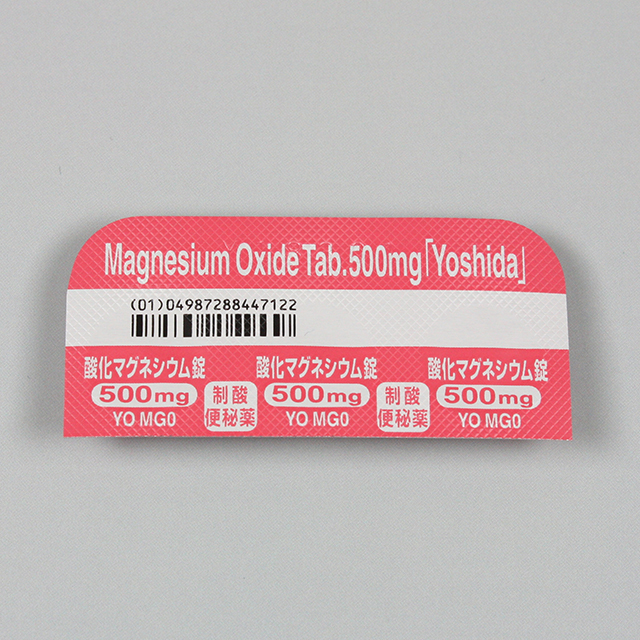 Magnesium Oxide Tab.500mg「Yoshida」
(01)04987288447122
酸化マグネシウム錠 酸化マグネシウム錠 酸化マグネシウム錠
500mg 制酸 500mg 制酸 500mg
YO MG0 便秘薬 YO MG0 便秘薬 YO MG0